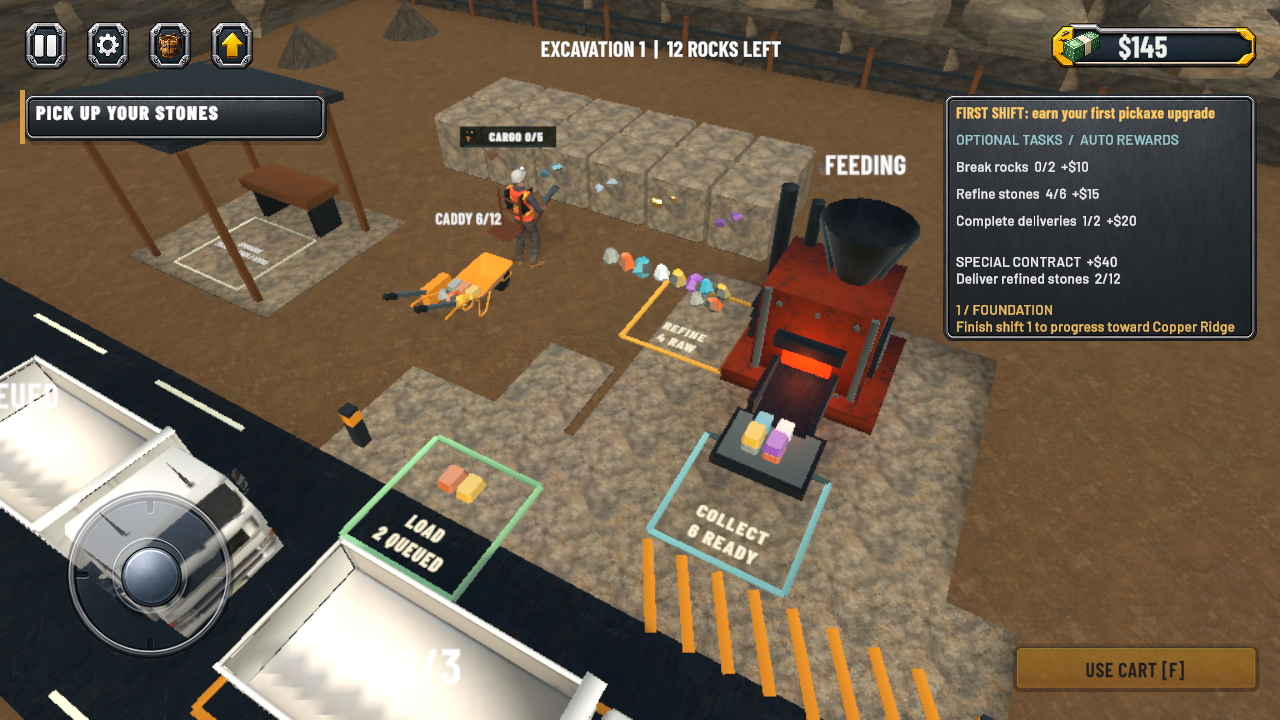 EXCAVATION 1 | 12 ROCKS LEFT
$145
PICK UP YOUR STONES
FIRST SHIFT: earn your first pickaxe upgrade
OPTIONAL TASKS / AUTO REWARDS
Break rocks 0/2 +$10
Refine stones 4/6 +$15
Complete deliveries 1/2 +$20
SPECIAL CONTRACT +$40
Deliver refined stones 2/12
1 / FOUNDATION
Finish shift 1 to progress toward Copper Ridge
CARGO 0/5
FEEDING
CADDY 6/12
REFINE
4 RAW
LOAD
2 QUEUED
COLLECT
6 READY
/3
USE CART [F]